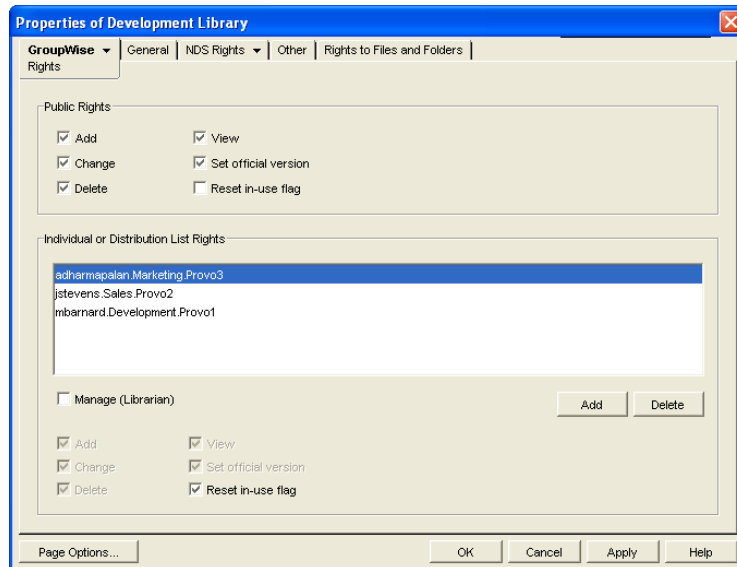 Properties of Development Library
GroupWise General NDS Rights Other Rights to Files and Folders
Rights
Public Rights
Add View
Change Set official version
Delete Reset in-use flag
Individual or Distribution List Rights
adharmapalan.Marketing.Provo3
jstevens.Sales.Provo2
mbarnard.Development.Provo1
Manage (Librarian) Add Delete
Add View
Change Set official version
Delete Reset in-use flag
Page Options... OK Cancel Apply Help